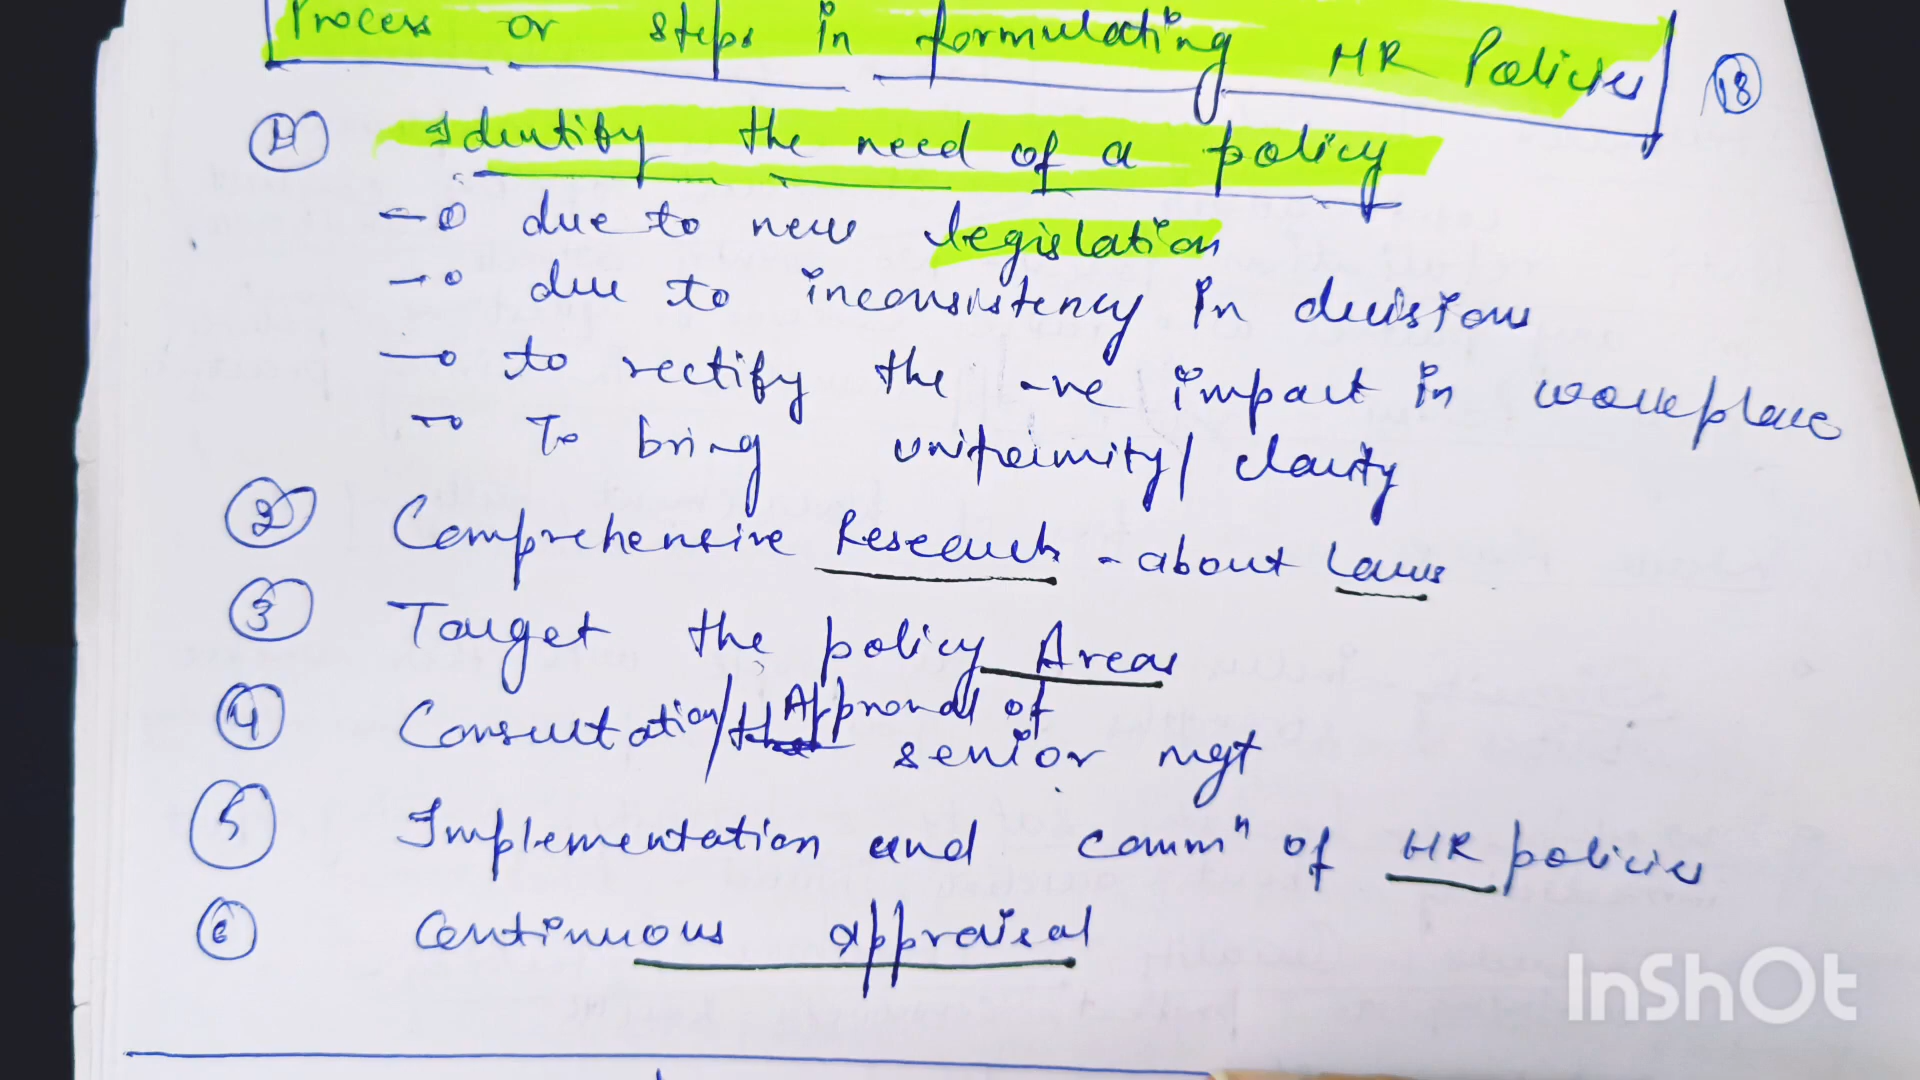 Process or steps in formulating HR Policies
18
1 Identify the need of a policy
→ due to new legislation
→ due to inconsistency in decisions
→ to rectify the -ve impact in workplace
→ To bring uniformity/ clarity
2 Comprehensive Research - about laws
3 Target the policy Areas
4 Consultation/ Approval of
senior mgt
5 Implementation and commⁿ of HR policies
6 Continuous appraisal
InShOt